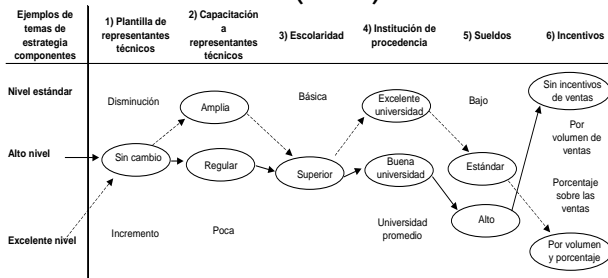 Ejemplos de
temas de
estrategia
componentes
1) Plantilla de
representantes
técnicos
2) Capacitación
a
representantes
técnicos
3) Escolaridad
4) Institución de
procedencia
5) Sueldos
6) Incentivos
Nivel estándar
Disminución
Amplia
Básica
Excelente
universidad
Bajo
Sin incentivos
de ventas
Por
volumen de
ventas
Alto nivel
Sin cambio
Regular
Superior
Buena
universidad
Estándar
Porcentaje
sobre las
ventas
Excelente nivel
Incremento
Poca
Universidad
promedio
Alto
Por volumen
y porcentaje